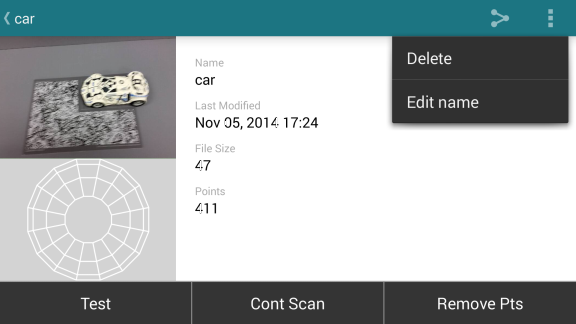 car
Delete
Edit name
Name
car
Last Modified
Nov 05, 2014 17:24
File Size
47
Points
411
Test
Cont Scan
Remove Pts